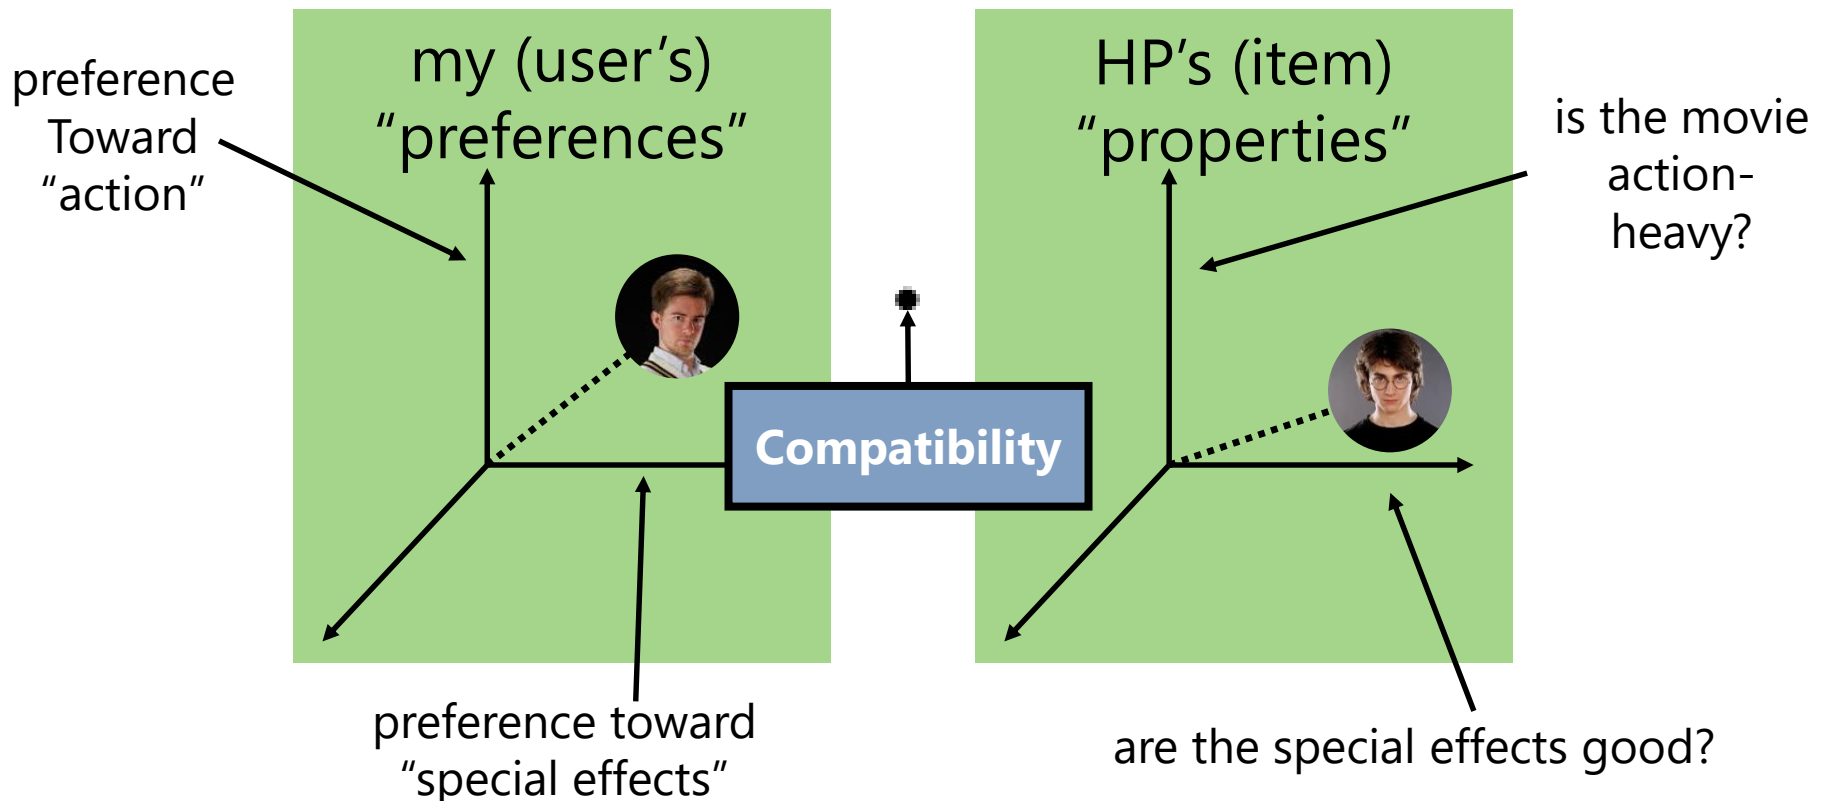 preference
Toward
“action”
my (user’s)
“preferences”
HP’s (item)
“properties”
is the movie
action-
heavy?
Compatibility
preference toward
“special effects”
are the special effects good?